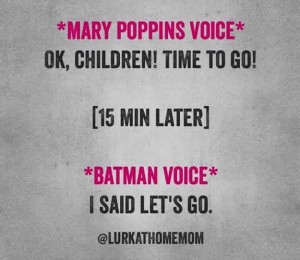 *MARY POPPINS VOICE*
OK, CHILDREN! TIME TO GO!
[15 MIN LATER]
*BATMAN VOICE*
I SAID LET'S GO.
@LURKATHOMEMOM